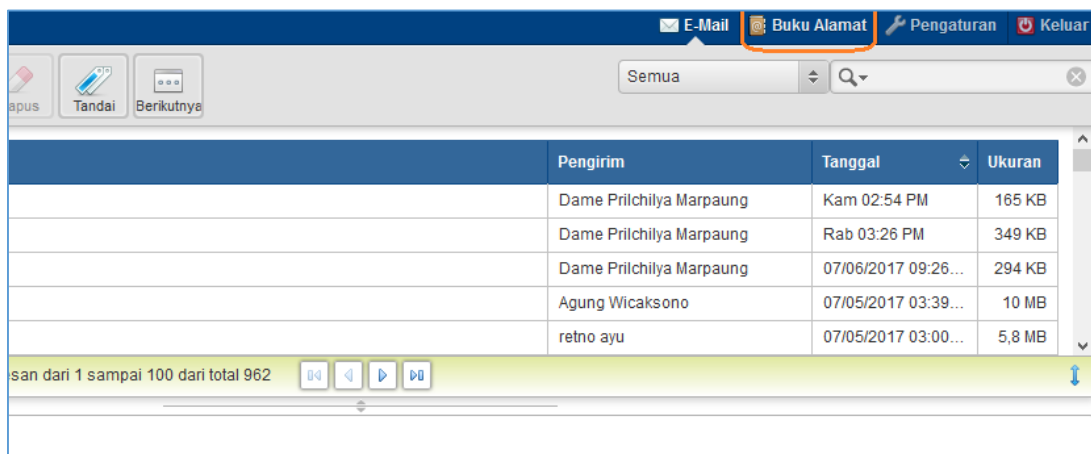 E-Mail Buku Alamat Pengaturan Keluar
Semua
apus Tandai Berikutnya
Pengirim Tanggal Ukuran
Dame Prilchilya Marpaung Kam 02:54 PM 165 KB
Dame Prilchilya Marpaung Rab 03:26 PM 349 KB
Dame Prilchilya Marpaung 07/06/2017 09:26... 294 KB
Agung Wicaksono 07/05/2017 03:39... 10 MB
retno ayu 07/05/2017 03:00... 5,8 MB
esan dari 1 sampai 100 dari total 962